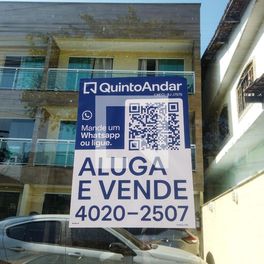 QuintoAndar
Mande um
Whatsapp
ou ligue.
ALUGA
E VENDE
4020-2507